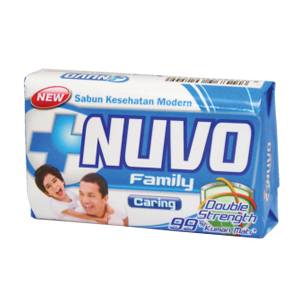 NEW
Sabun Kesehatan Modern
NUVO
Family
Caring
Double
Strength
99% Kuman Mati*